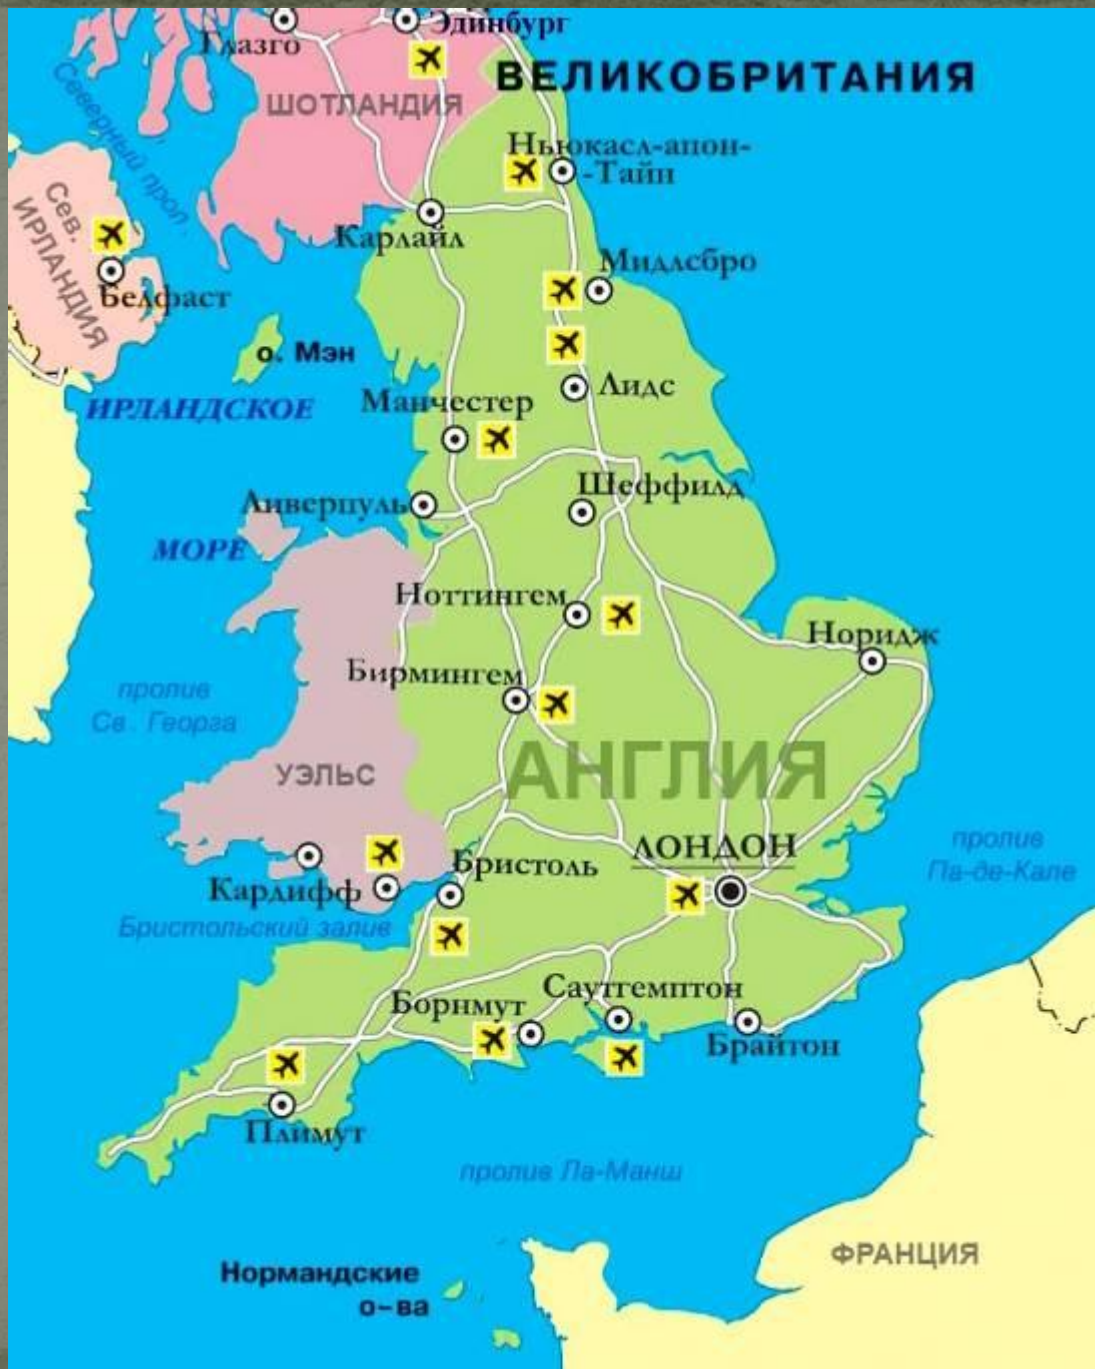 Эдинбург
Глазго
ВЕЛИКОБРИТАНИЯ
ШОТЛАНДИЯ
Северный прол.
Ньюкасл-апон-
-Тайн
Сев.
ИРЛАНДИЯ
Карлайл
Мидлсбро
Белфаст
о. Мэн
Лидс
ИРЛАНДСКОЕ
Манчестер
Шеффилд
Ливерпуль
МОРЕ
Ноттингем
Норидж
Бирмингем
пролив
Св. Георга
АНГЛИЯ
УЭЛЬС
ЛОНДОН
пролив
Па-де-Кале
Бристоль
Кардифф
Бристольский залив
Саутгемптон
Борнмут
Брайтон
Плимут
пролив Ла-Манш
ФРАНЦИЯ
Нормандские
о-ва